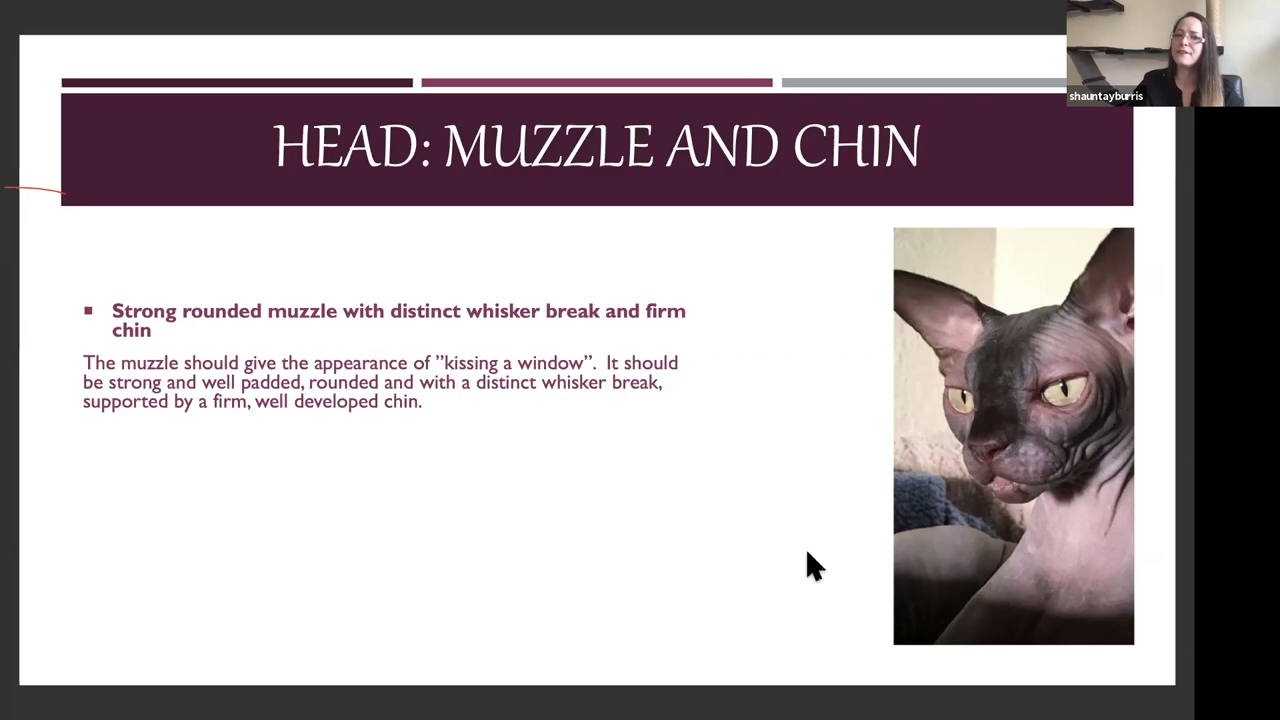 shauntayburris
HEAD: MUZZLE AND CHIN
▪ Strong rounded muzzle with distinct whisker break and firm
chin
The muzzle should give the appearance of ”kissing a window”.  It should
be strong and well padded, rounded and with a distinct whisker break,
supported by a firm, well developed chin.